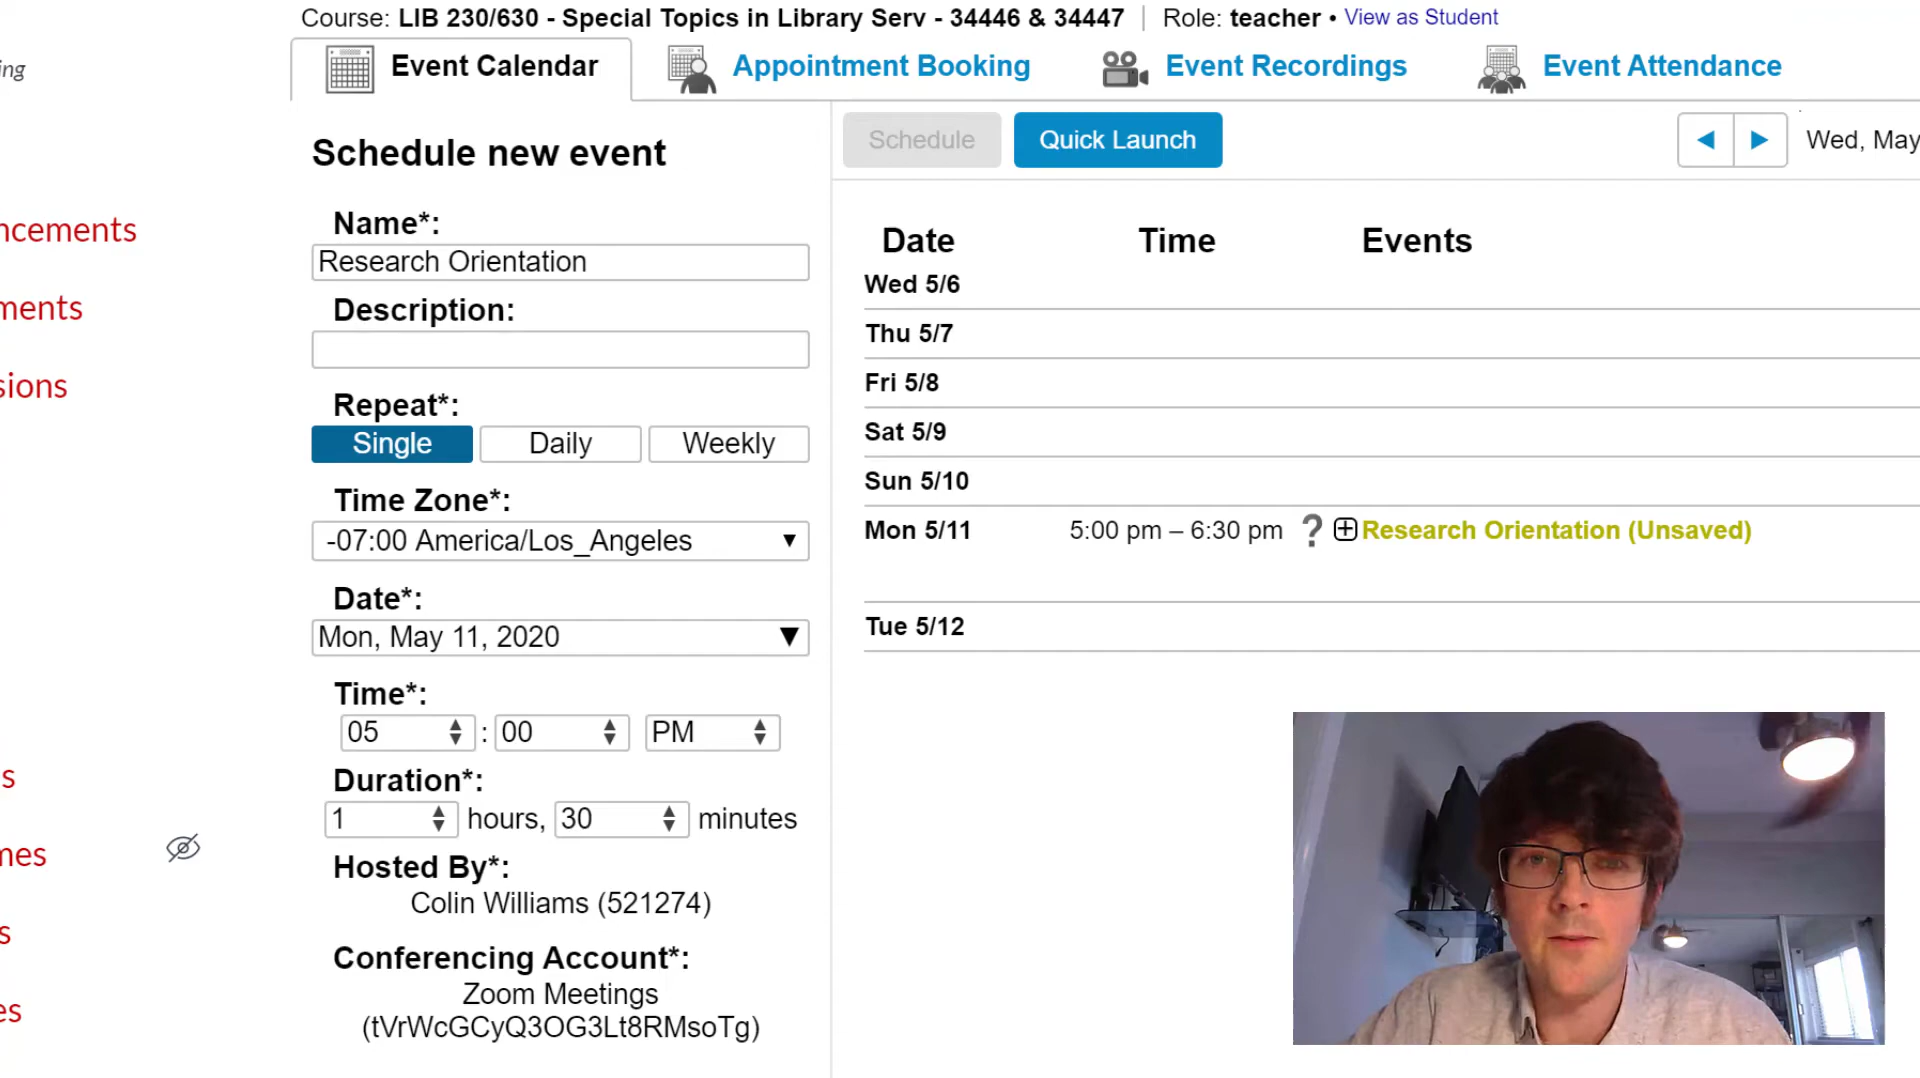 Course: LIB 230/630 - Special Topics in Library Serv - 34446 & 34447 | Role: teacher • View as Student
ing
Event Calendar
Appointment Booking
Event Recordings
Event Attendance
Schedule new event
Schedule
Quick Launch
◀
▶
Wed, May
Name*:
Research Orientation
Description:
Repeat*:
Single
Daily
Weekly
Time Zone*:
-07:00 America/Los_Angeles
Date*:
Mon, May 11, 2020
Time*:
05 : 00 PM
Duration*:
1 hours, 30 minutes
Hosted By*:
Colin Williams (521274)
Conferencing Account*:
Zoom Meetings
(tVrWcGCyQ3OG3Lt8RMsoTg)
ncements
ments
sions
s
mes
s
es
Date Time Events
Wed 5/6
Thu 5/7
Fri 5/8
Sat 5/9
Sun 5/10
Mon 5/11 5:00 pm – 6:30 pm ? Research Orientation (Unsaved)
Tue 5/12